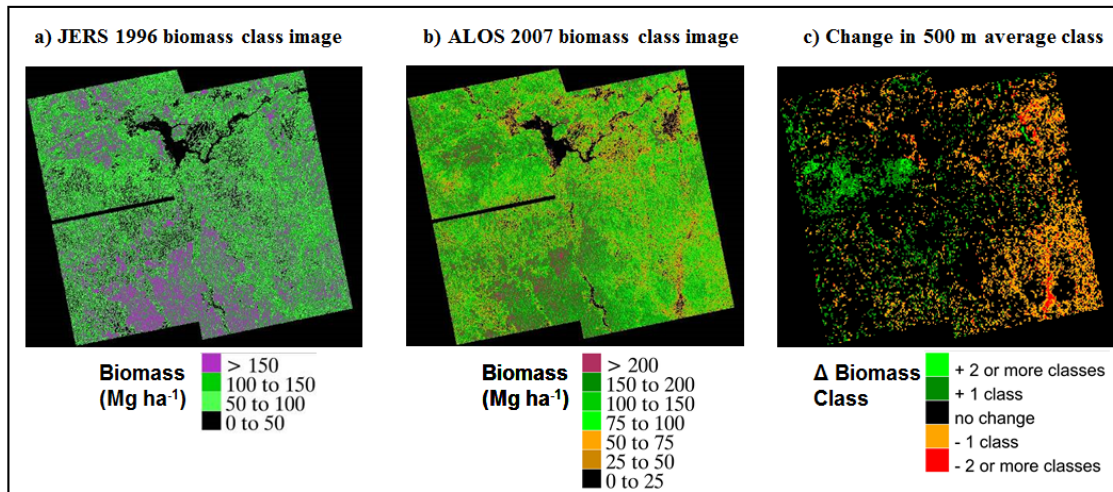 a) JERS 1996 biomass class image
b) ALOS 2007 biomass class image
c) Change in 500 m average class
Biomass
(Mg ha-1)
> 150
100 to 150
50 to 100
0 to 50
Biomass
(Mg ha-1)
> 200
150 to 200
100 to 150
75 to 100
50 to 75
25 to 50
0 to 25
Δ Biomass
Class
+ 2 or more classes
+ 1 class
no change
- 1 class
- 2 or more classes